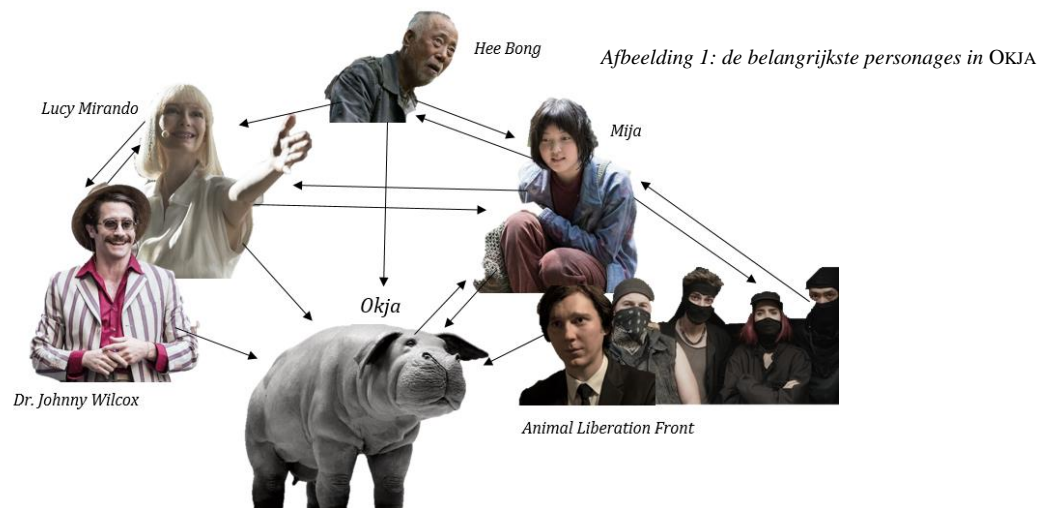 Hee Bong
Afbeelding 1: de belangrijkste personages in OKJA
Lucy Mirando
Mija
Okja
Dr. Johnny Wilcox
Animal Liberation Front